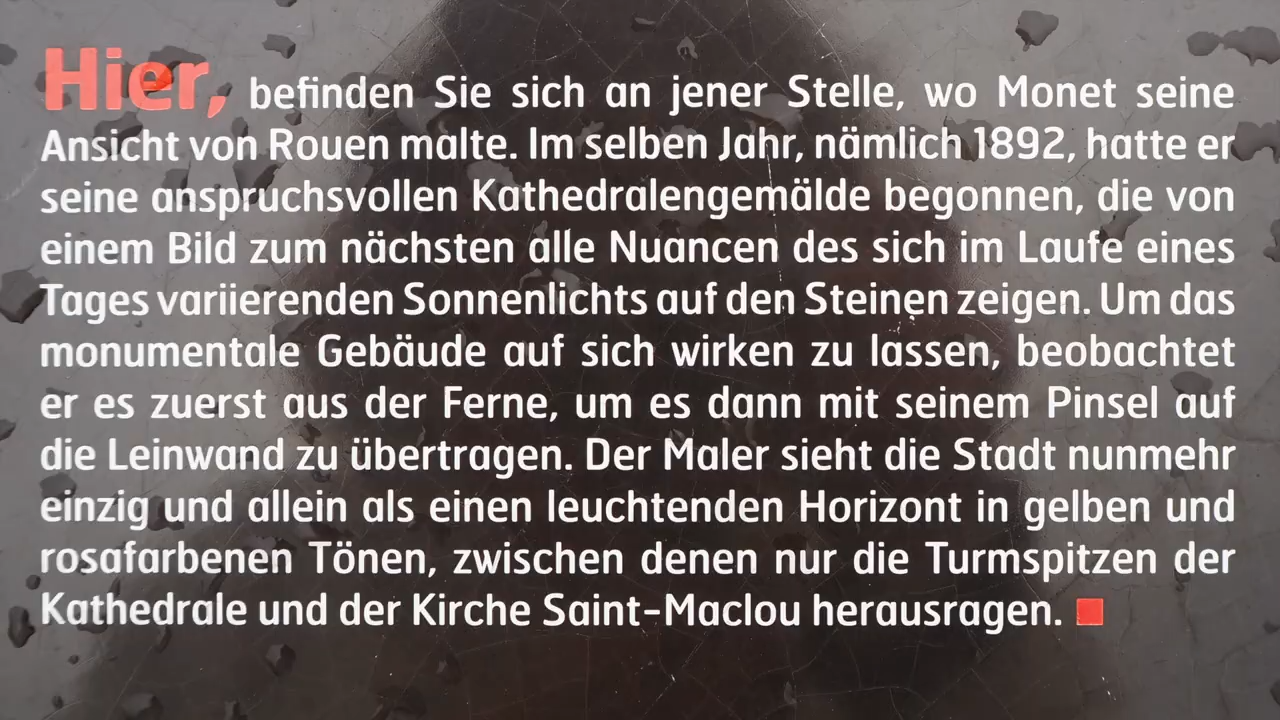 Hier, befinden Sie sich an jener Stelle, wo Monet seine
Ansicht von Rouen malte. Im selben Jahr, nämlich 1892, hatte er
seine anspruchsvollen Kathedralengemälde begonnen, die von
einem Bild zum nächsten alle Nuancen des sich im Laufe eines
Tages variierenden Sonnenlichts auf den Steinen zeigen. Um das
monumentale Gebäude auf sich wirken zu lassen, beobachtet
er es zuerst aus der Ferne, um es dann mit seinem Pinsel auf
die Leinwand zu übertragen. Der Maler sieht die Stadt nunmehr
einzig und allein als einen leuchtenden Horizont in gelben und
rosafarbenen Tönen, zwischen denen nur die Turmspitzen der
Kathedrale und der Kirche Saint-Maclou herausragen.